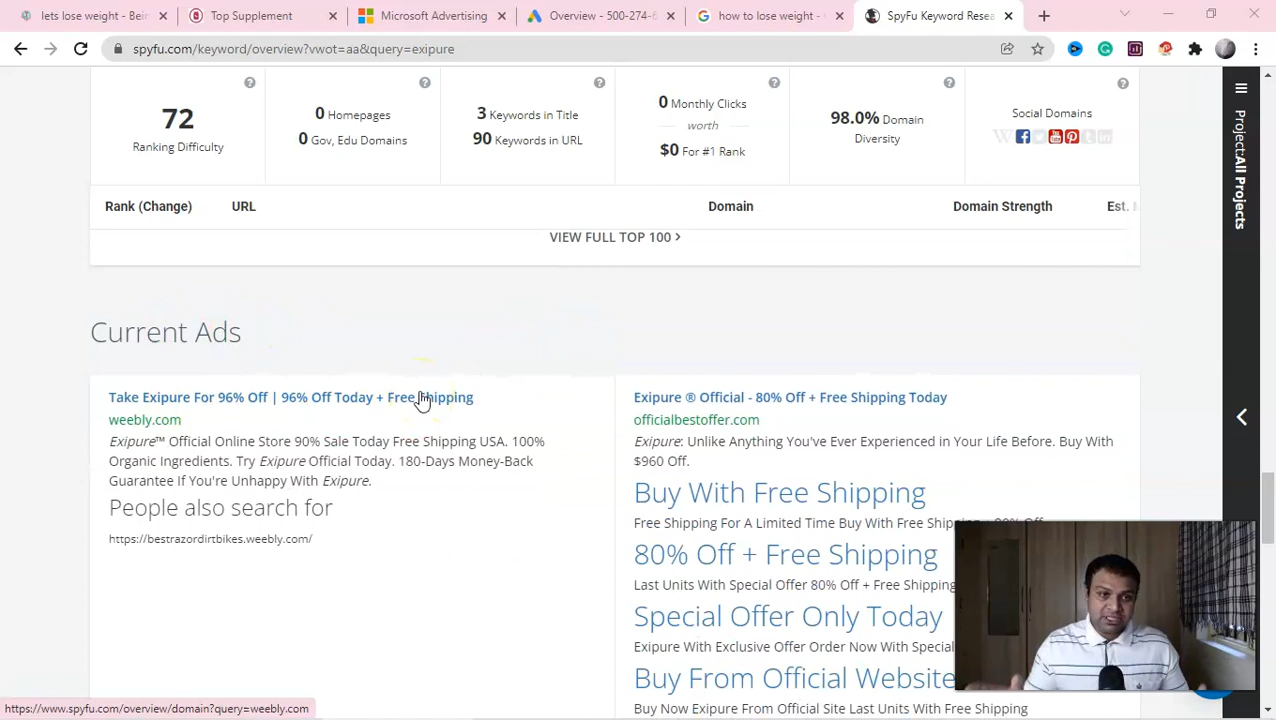 lets lose weight - Bein
Top Supplement
Microsoft Advertising
Overview - 500-274-6
how to lose weight -
SpyFu Keyword Resea
spyfu.com/keyword/overview?vwot=aa&query=exipure
72
Ranking Difficulty
0 Homepages
0 Gov, Edu Domains
3 Keywords in Title
90 Keywords in URL
0 Monthly Clicks
worth
$0 For #1 Rank
98.0% Domain
Diversity
Social Domains
Project:All Projects
Rank (Change) URL Domain Domain Strength Est.
VIEW FULL TOP 100 >
Current Ads
Take Exipure For 96% Off | 96% Off Today + Free Shipping
weebly.com
Exipure™ Official Online Store 90% Sale Today Free Shipping USA. 100%
Organic Ingredients. Try Exipure Official Today. 180-Days Money-Back
Guarantee If You're Unhappy With Exipure.
People also search for
https://bestrazordirtbikes.weebly.com/
Exipure ® Official - 80% Off + Free Shipping Today
officialbestoffer.com
Exipure: Unlike Anything You've Ever Experienced in Your Life Before. Buy With
$960 Off.
Buy With Free Shipping
Free Shipping For A Limited Time Buy With Free Shipping + 80% Off
80% Off + Free Shipping
Last Units With Special Offer 80% Off + Free Shipping
Special Offer Only Today
Exipure With Exclusive Offer Order Now With Special
Buy From Official Website
Buy Now Exipure From Official Site Last Units With Free Shipping
https://www.spyfu.com/overview/domain?query=weebly.com